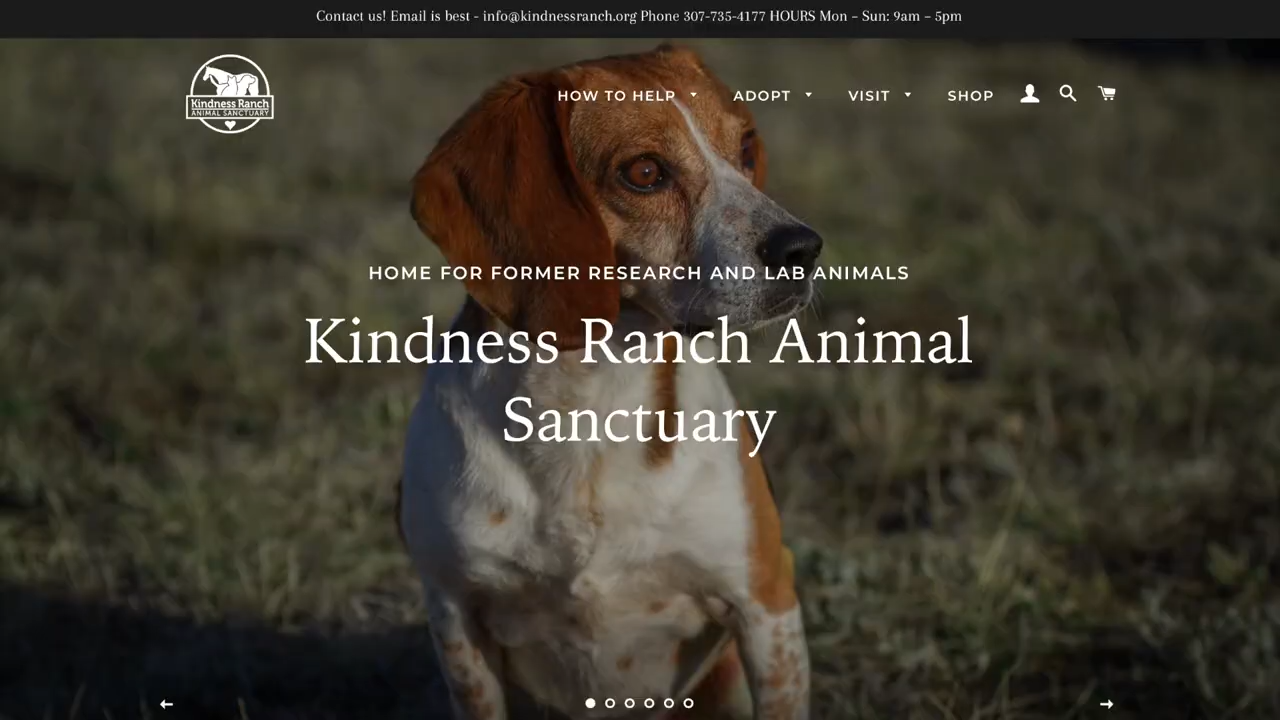 Contact us! Email is best - info@kindnessranch.org Phone 307-735-4177 HOURS Mon – Sun: 9am – 5pm
Kindness Ranch
ANIMAL SANCTUARY
HOW TO HELP ADOPT VISIT SHOP
HOME FOR FORMER RESEARCH AND LAB ANIMALS
Kindness Ranch Animal
Sanctuary